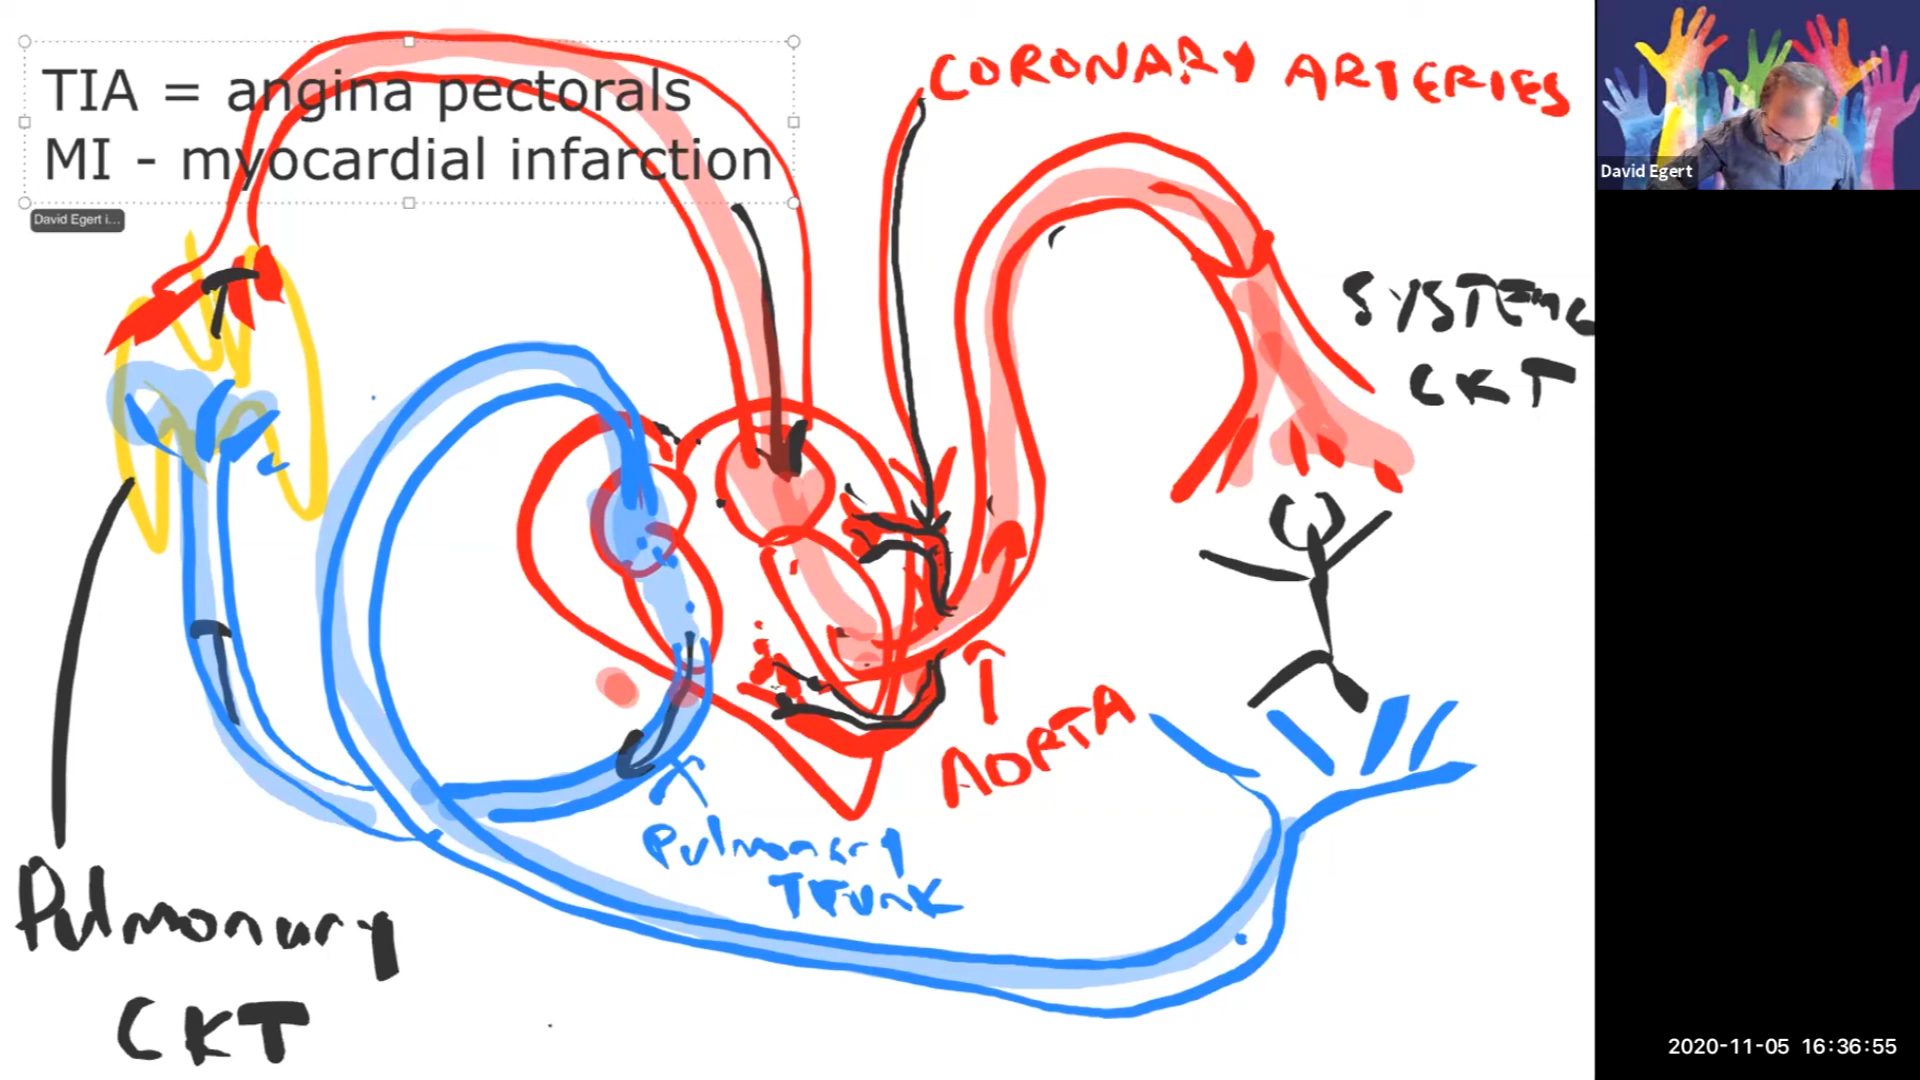 TIA = angina pectorals
MI - myocardial infarction
David Egert i...
CORONARY ARTERIES
David Egert
SYSTEMC
CKT
AORTA
Pulmonary
Trunk
Pulmonary
CKT
2020-11-05 16:36:55